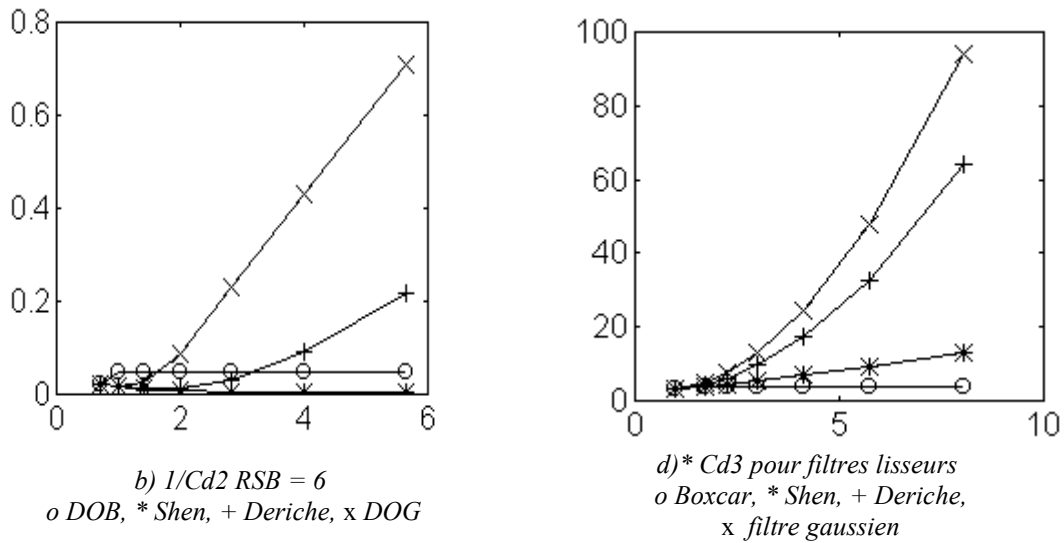 0.8
0.6
0.4
0.2
0
0 2 4 6
b) 1/Cd2 RSB = 6
o DOB, * Shen, + Deriche, x DOG
100
80
60
40
20
0
0 5 10
d)* Cd3 pour filtres lisseurs
o Boxcar, * Shen, + Deriche,
x filtre gaussien